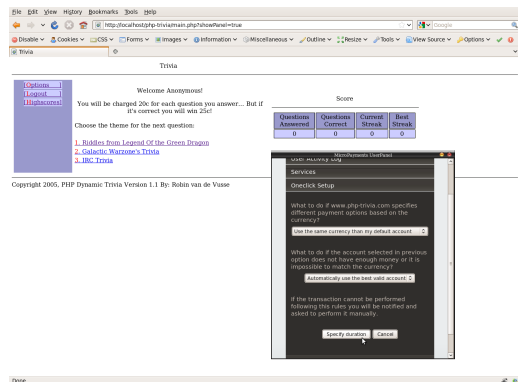 File Edit View History Bookmarks Tools Help
http://localhost/php-trivia/main.php?showPanel=true
Google
Disable Cookies CSS Forms Images Information Miscellaneous Outline Resize Tools View Source Options
Trivia
Trivia
[Options ]
[Logout ]
[Highscores]
Welcome Anonymous!
You will be charged 20c for each question you answer... But if
it's correct you will win 25c!
Choose the theme for the next question:
1. Riddles from Legend Of the Green Dragon
2. Galactic Warzone's Trivia
3. IRC Trivia
Score
Questions Answered Questions Correct Current Streak Best Streak
0 0 0 0
Copyright 2005, PHP Dynamic Trivia Version 1.1 By: Robin van de Vusse
MicroPayments UserPanel
User Activity Log
Services
Oneclick Setup
What to do if www.php-trivia.com specifies
different payment options based on the
currency?
Use the same currency than my default account
What to do if the account selected in previous
option does not have enough money or it is
impossible to match the currency?
Automatically use the best valid account
If the transaction cannot be performed
following this rules you will be notified and
asked to perform it manually.
Specify duration Cancel
Done